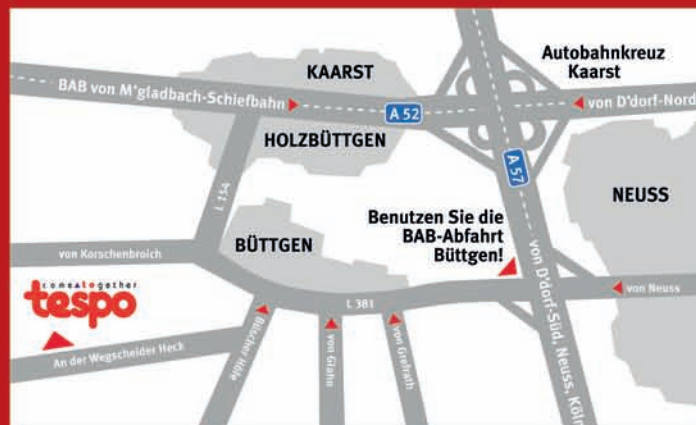 KAARST
Autobahnkreuz
Kaarst
BAB von M'gladbach-Schiefbahn
A 52
von D'dorf-Nord
HOLZBÜTTGEN
A 57
L 154
NEUSS
Benutzen Sie die
BAB-Abfahrt
Büttgen!
BÜTTGEN
von Korschenbroich
von D'dorf-Süd, Neuss, Köln
come together
tespo
von Neuss
L 381
An der Wegscheider Heck
Büscher Höfe
von Glehn
von Grefrath